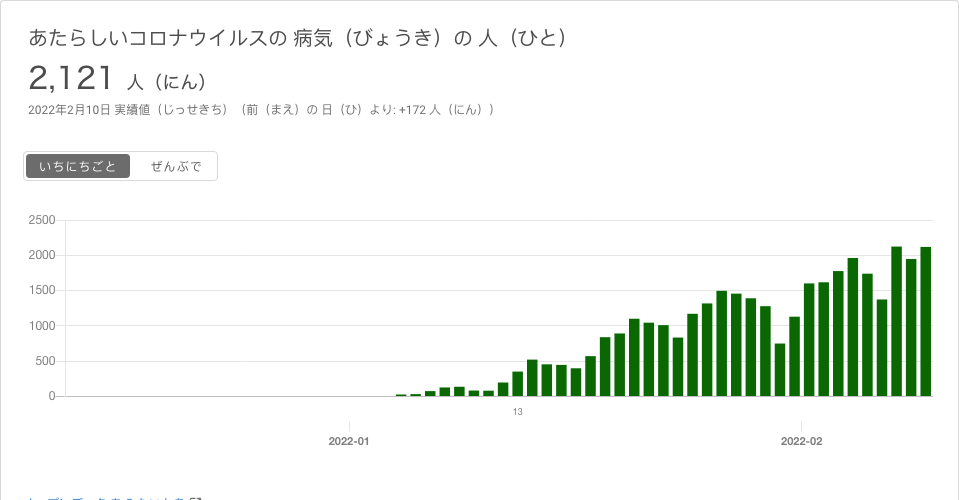 あたらしいコロナウイルスの 病気（びょうき）の 人（ひと）
2,121 人（にん）
2022年2月10日 実績値（じっせきち）（前（まえ）の 日（ひ）より: +172 人（にん））
いちにちごと ぜんぶで
2500
2000
1500
1000
500
0
13
2022-01 2022-02